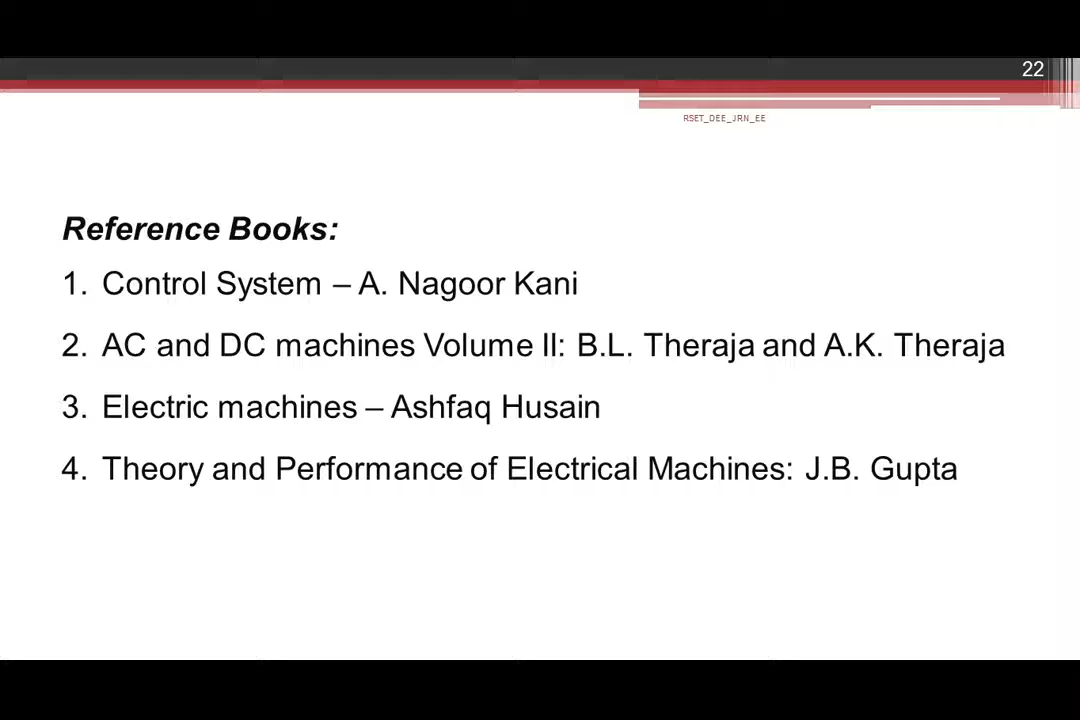 22
RSET_DEE_JRN_EE
Reference Books:
1. Control System – A. Nagoor Kani
2. AC and DC machines Volume II: B.L. Theraja and A.K. Theraja
3. Electric machines – Ashfaq Husain
4. Theory and Performance of Electrical Machines: J.B. Gupta